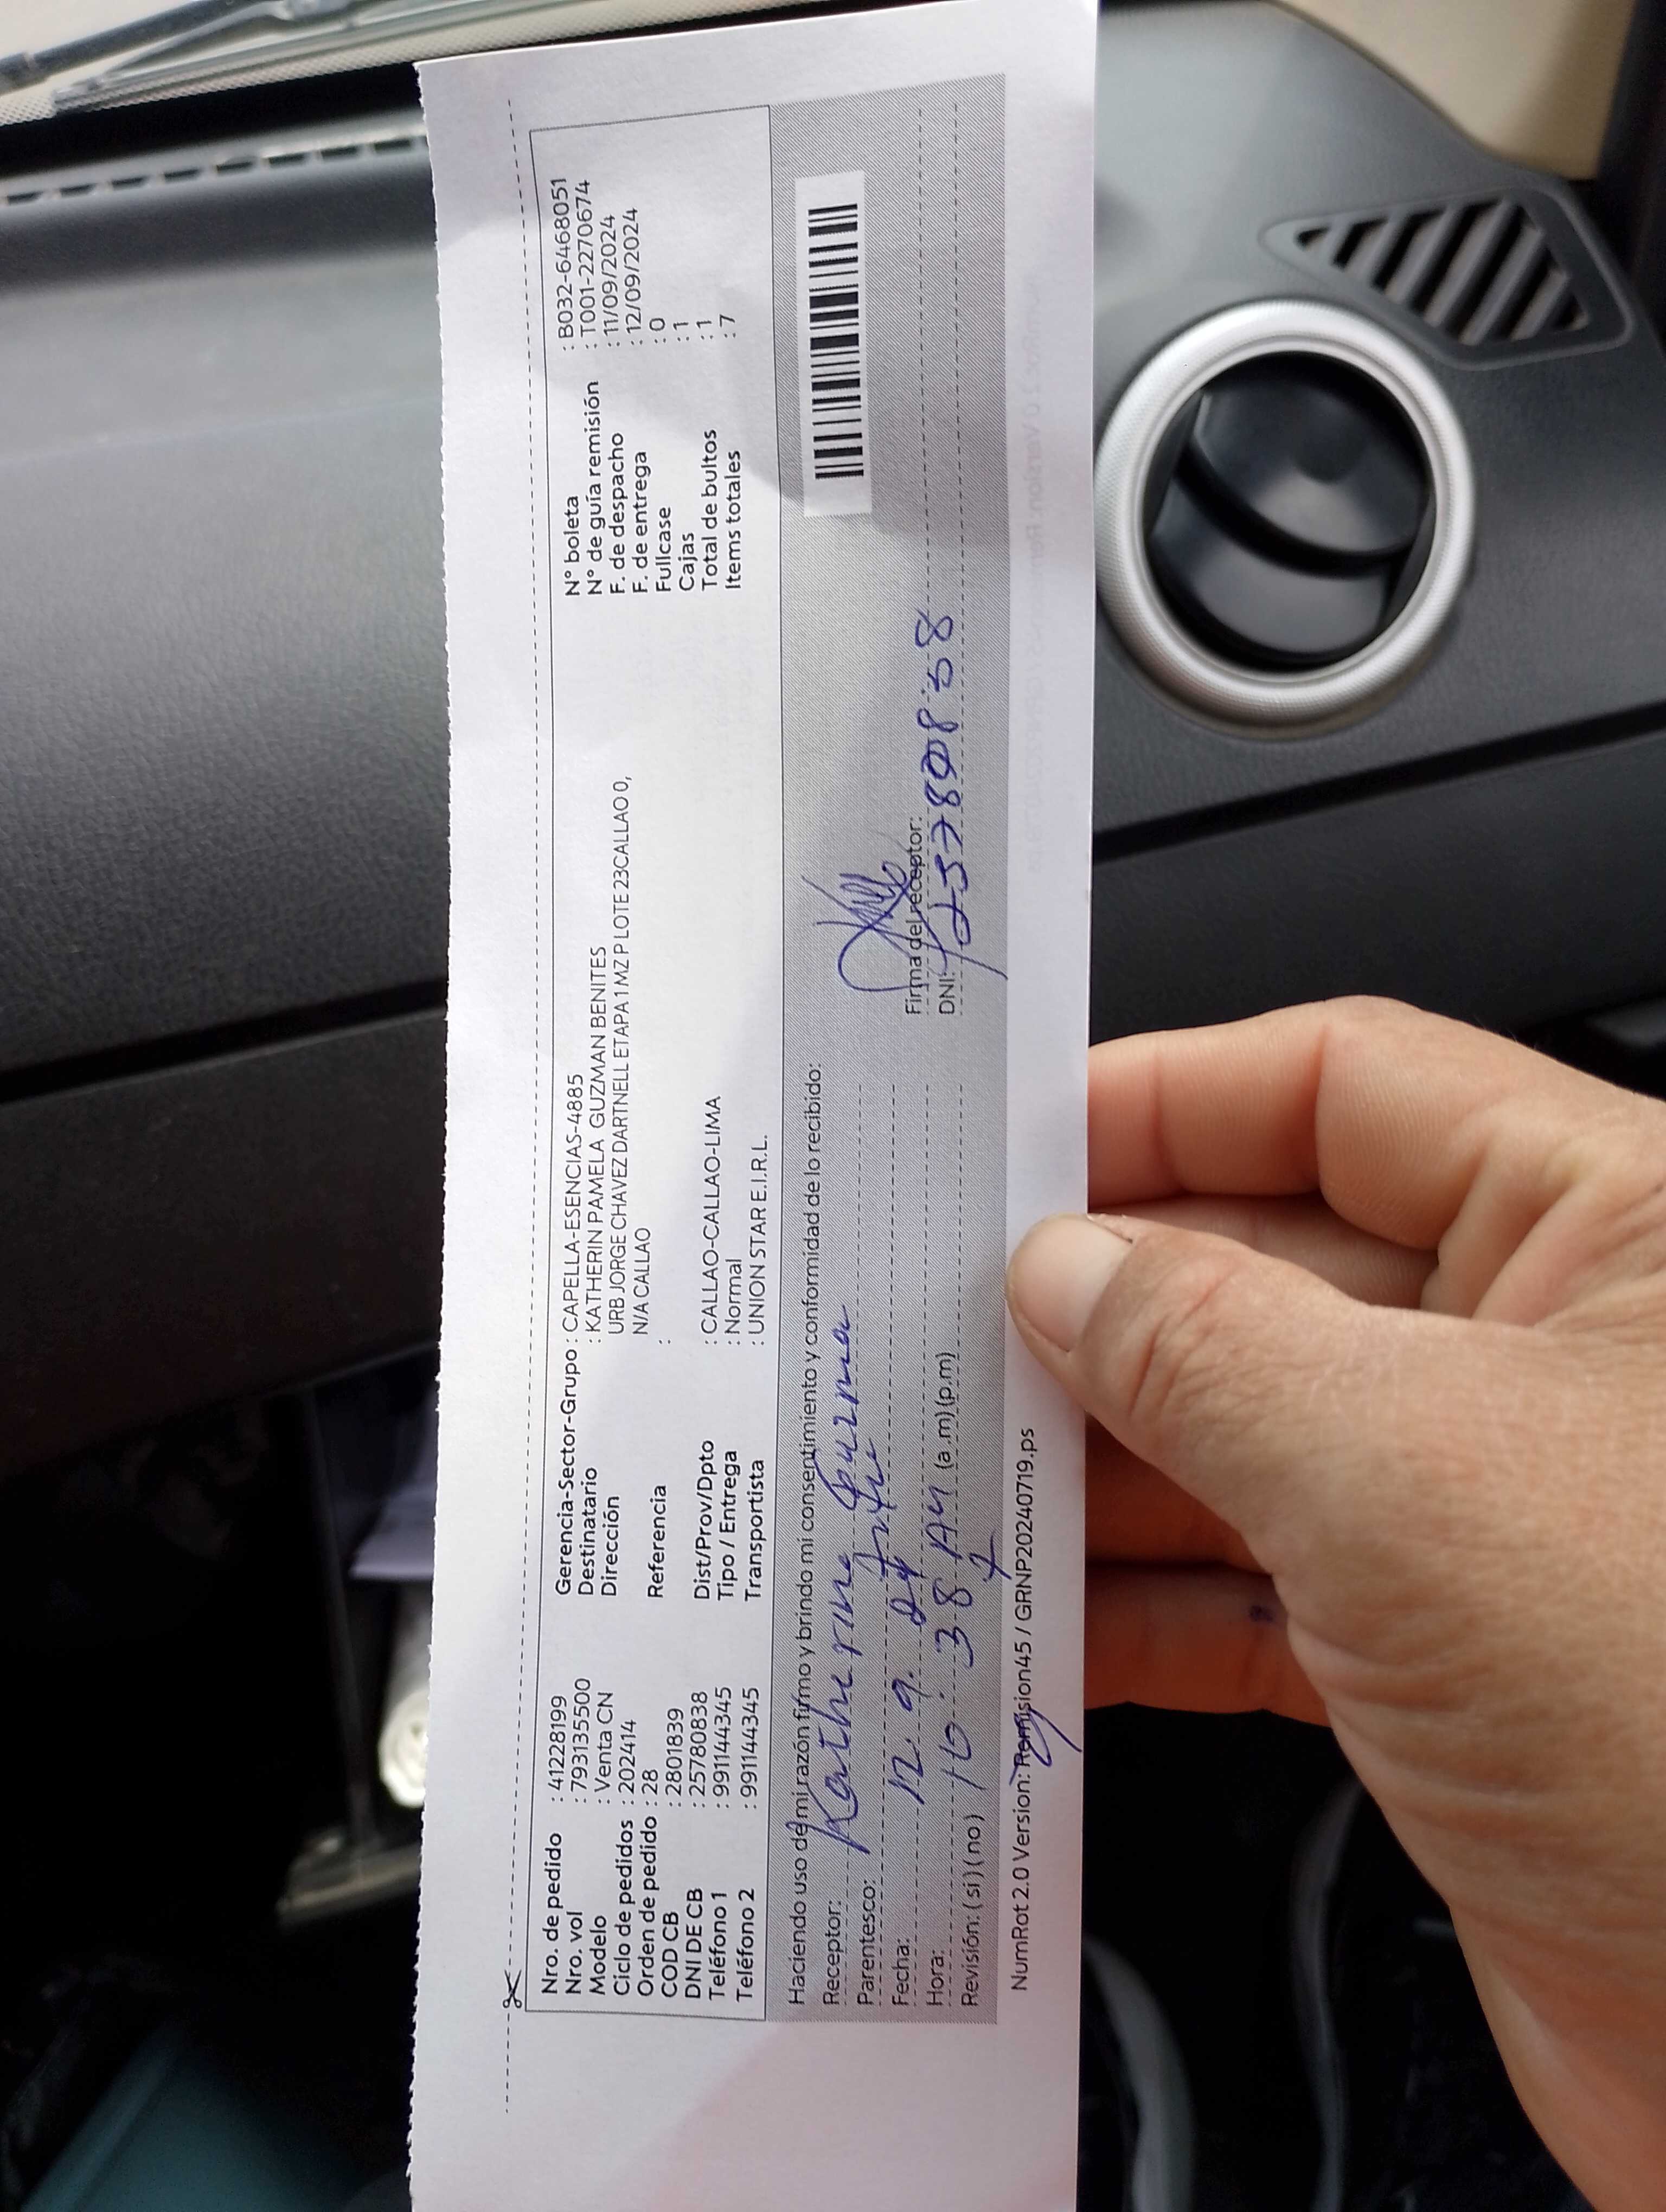 Nro. de pedido : 41228199
Nro. vol : 793135500
Modelo : Venta CN
Ciclo de pedidos : 202414
Orden de pedido : 28
COD CB : 2801839
DNI DE CB : 25780838
Teléfono 1 : 991144345
Teléfono 2 : 991144345
Gerencia-Sector-Grupo : CAPELLA-ESENCIAS-4885
Destinatario : KATHERIN PAMELA GUZMAN BENITES
Dirección URB JORGE CHAVEZ DARTNELL ETAPA 1 MZ P LOTE 23CALLAO 0,
N/A CALLAO
Referencia :
Dist/Prov/Dpto : CALLAO-CALLAO-LIMA
Tipo / Entrega : Normal
Transportista : UNION STAR E.I.R.L.
N° boleta : B032-6468051
N° de guía remisión : T001-2270674
F. de despacho : 11/09/2024
F. de entrega : 12/09/2024
Fullcase : 0
Cajas : 1
Total de bultos : 1
Items totales : 7
Haciendo uso de mi razón firmo y brindo mi consentimiento y conformidad de lo recibido:
Receptor: Katherine Guzman
Parentesco:
Fecha: 12. 9. 24
Hora: 10:38 AM (a.m)(p.m)
Revisión: (si) (no)
Firma del receptor:
DNI: 25780838
NumRot 2.0 Version: Remision45 / GRNP20240719.ps